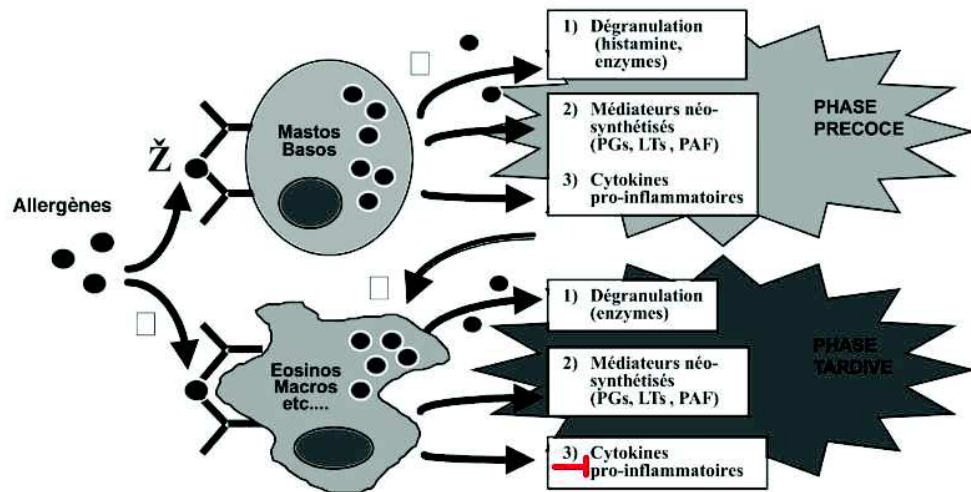 1) Dégranulation
(histamine,
enzymes)
2) Médiateurs néo-
synthétisés
(PGs, LTs , PAF)
3) Cytokines
pro-inflammatoires
PHASE
PRECOCE
Mastos
Basos
Ž
Allergènes
1) Dégranulation
(enzymes)
2) Médiateurs néo-
synthétisés
(PGs, LTs , PAF)
3) Cytokines
pro-inflammatoires
PHASE
TARDIVE
Eosinos
Macros
etc....